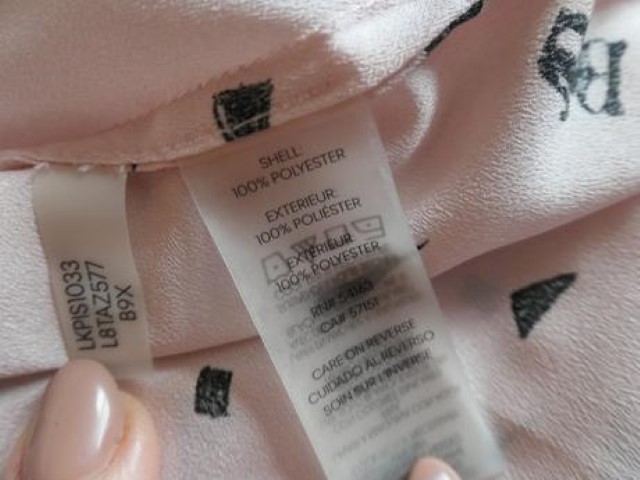 SHELL:
100% POLYESTER
EXTERIEUR:
100% POLIÉSTER
EXTÉRIEUR
100% POLYESTER
RN# 54163
CA# 57151
CARE ON REVERSE
CUIDADO AL REVERSO
SOIN SUR L'INVERSE
LKPIS1033
L8TAZ577
B9X
B